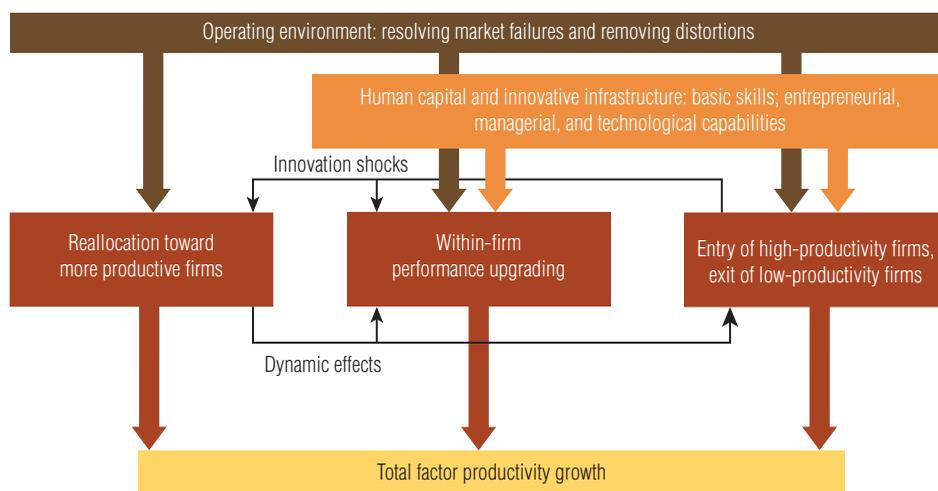 Operating environment: resolving market failures and removing distortions
Human capital and innovative infrastructure: basic skills; entrepreneurial,
managerial, and technological capabilities
Innovation shocks
Reallocation toward
more productive firms
Within-firm
performance upgrading
Entry of high-productivity firms,
exit of low-productivity firms
Dynamic effects
Total factor productivity growth